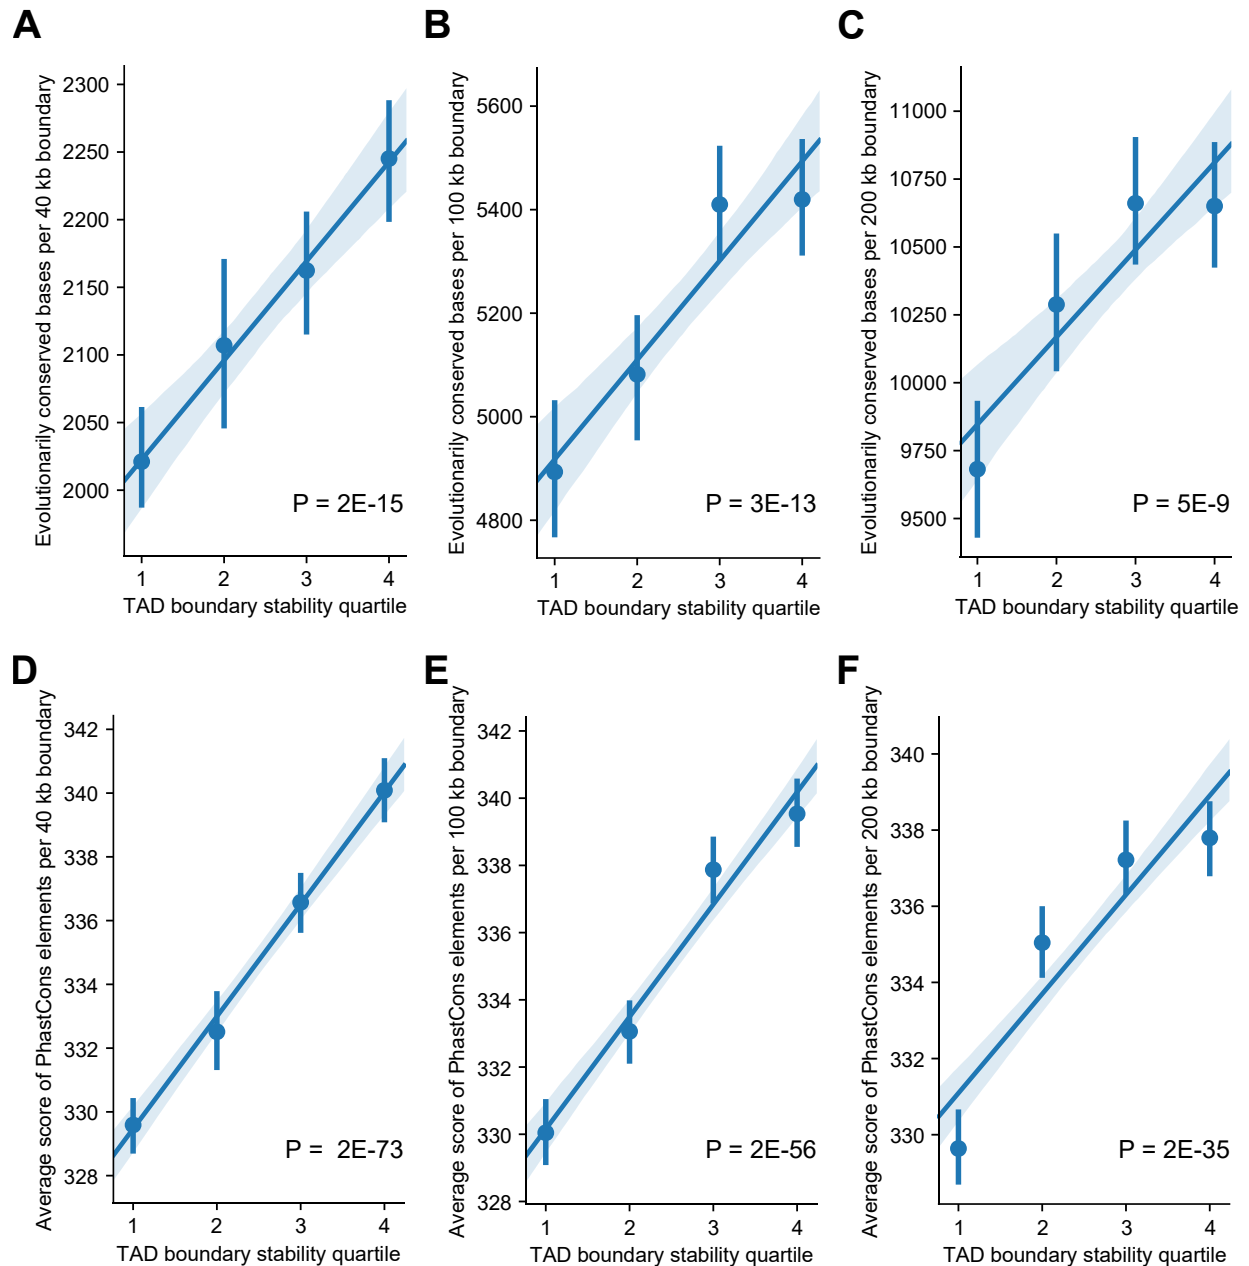 A
Evolutionarily conserved bases per 40 kb boundary
2300
2250
2200
2150
2100
2050
2000
P = 2E-15
1 2 3 4
TAD boundary stability quartile
B
Evolutionarily conserved bases per 100 kb boundary
5600
5400
5200
5000
4800
P = 3E-13
1 2 3 4
TAD boundary stability quartile
C
Evolutionarily conserved bases per 200 kb boundary
11000
10750
10500
10250
10000
9750
9500
P = 5E-9
1 2 3 4
TAD boundary stability quartile
D
Average score of PhastCons elements per 40 kb boundary
342
340
338
336
334
332
330
328
P =  2E-73
1 2 3 4
TAD boundary stability quartile
E
Average score of PhastCons elements per 100 kb boundary
342
340
338
336
334
332
330
328
P = 2E-56
1 2 3 4
TAD boundary stability quartile
F
Average score of PhastCons elements per 200 kb boundary
340
338
336
334
332
330
P = 2E-35
1 2 3 4
TAD boundary stability quartile